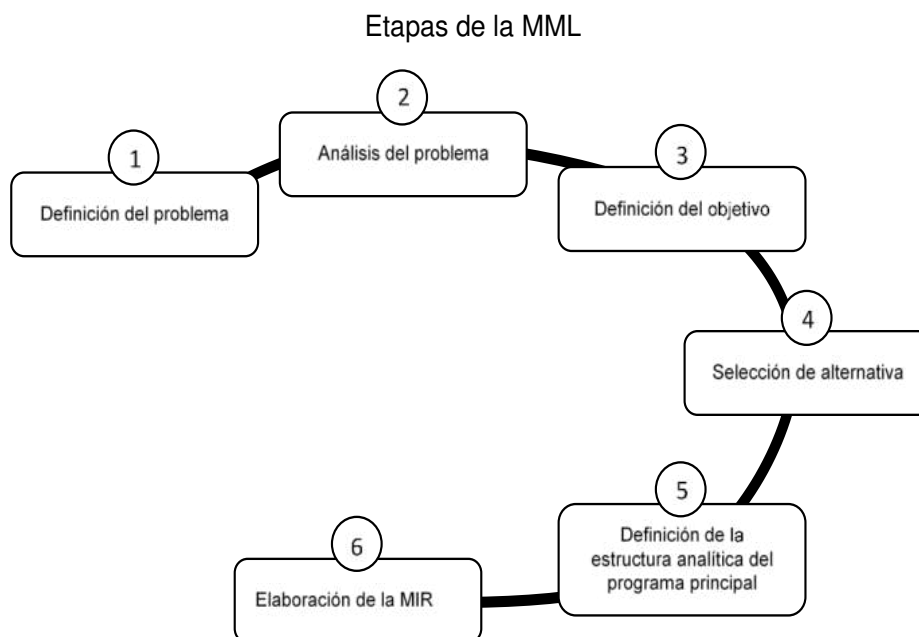 Etapas de la MML
1
Definición del problema
2
Análisis del problema
3
Definición del objetivo
4
Selección de alternativa
5
Definición de la
estructura analítica del
programa principal
6
Elaboración de la MIR